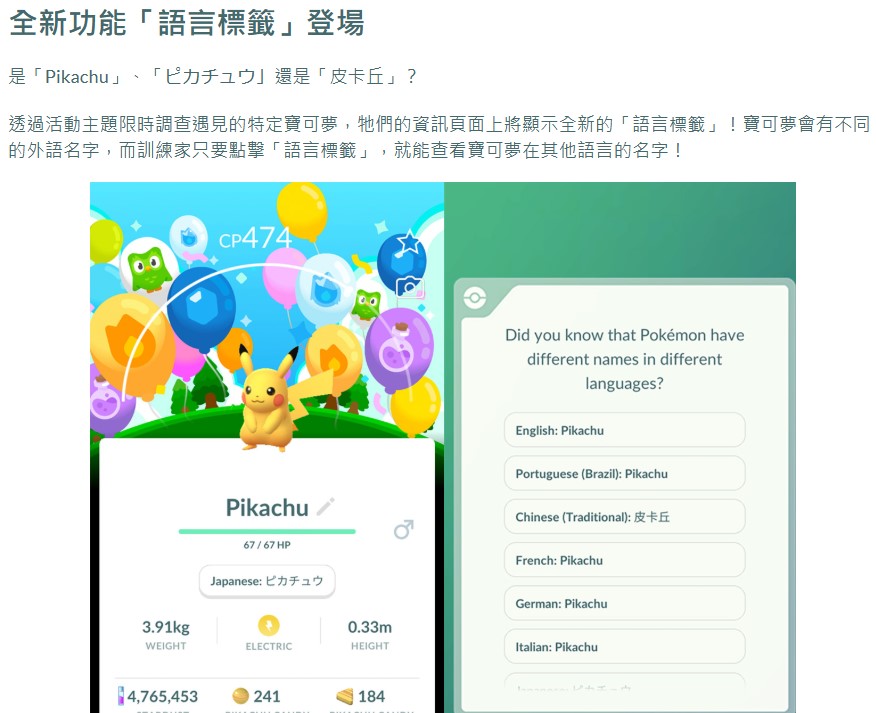 全新功能「語言標籤」登場
是「Pikachu」、「ピカチュウ」還是「皮卡丘」？
透過活動主題限時調查遇見的特定寶可夢，牠們的資訊頁面上將顯示全新的「語言標籤」！寶可夢會有不同
的外語名字，而訓練家只要點擊「語言標籤」，就能查看寶可夢在其他語言的名字！
CP474
Pikachu
67 / 67 HP
Japanese: ピカチュウ
3.91kg
WEIGHT
ELECTRIC
0.33m
HEIGHT
4,765,453
241
184
Did you know that Pokémon have
different names in different
languages?
English: Pikachu
Portuguese (Brazil): Pikachu
Chinese (Traditional): 皮卡丘
French: Pikachu
German: Pikachu
Italian: Pikachu